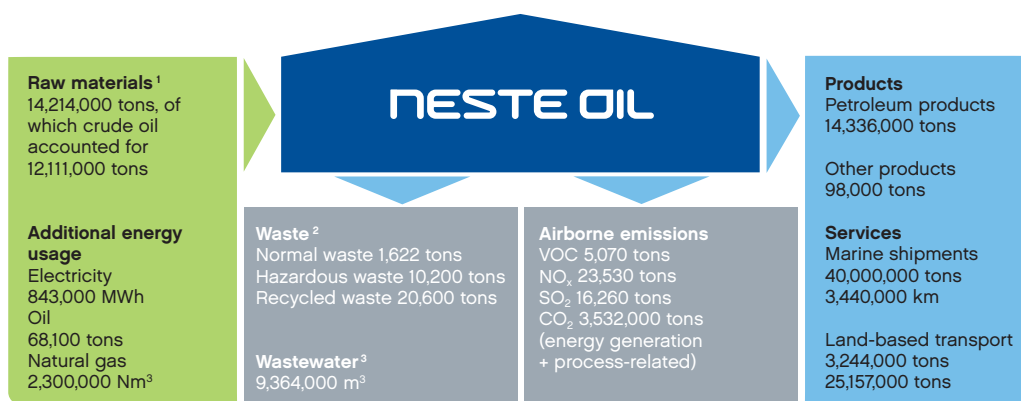 Raw materials ¹
14,214,000 tons, of
which crude oil
accounted for
12,111,000 tons
Additional energy
usage
Electricity
843,000 MWh
Oil
68,100 tons
Natural gas
2,300,000 Nm³
NESTE OIL
Waste ²
Normal waste 1,622 tons
Hazardous waste 10,200 tons
Recycled waste 20,600 tons
Wastewater ³
9,364,000 m³
Airborne emissions
VOC 5,070 tons
NOₓ 23,530 tons
SO₂ 16,260 tons
CO₂ 3,532,000 tons
(energy generation
+ process-related)
Products
Petroleum products
14,336,000 tons
Other products
98,000 tons
Services
Marine shipments
40,000,000 tons
3,440,000 km
Land-based transport
3,244,000 tons
25,157,000 tons